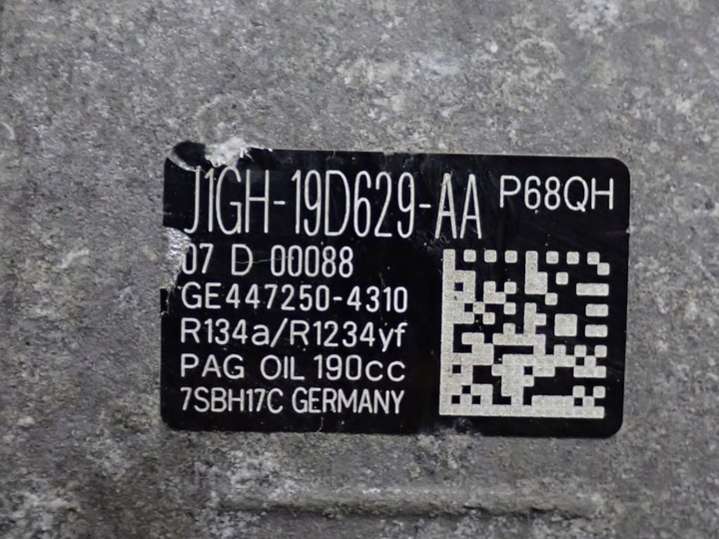 J1GH-19D629-AA P68QH
07 D 00088
GE447250-4310
R134a/R1234yf
PAG OIL 190cc
7SBH17C GERMANY